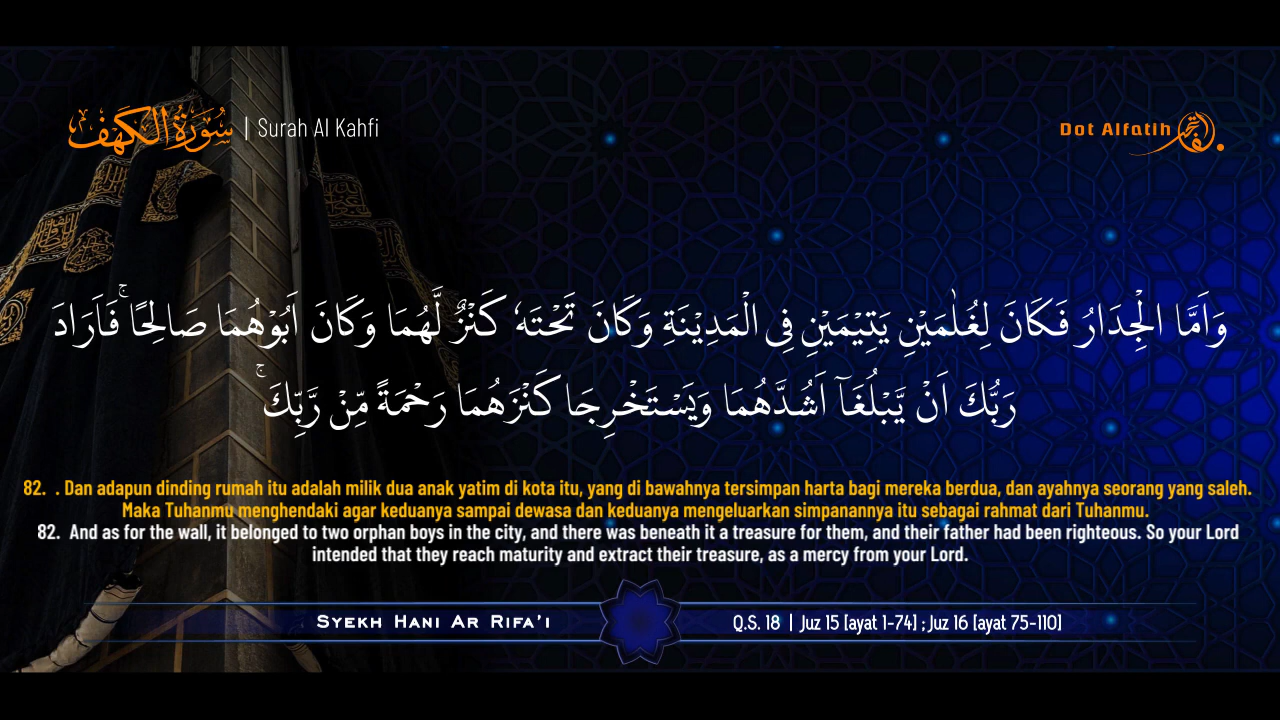 سُوْرَةُ الْكَهْف | Surah Al Kahfi
Dot Alfatih
وَاَمَّا الْجِدَارُ فَكَانَ لِغُلٰمَيْنِ يَتِيْمَيْنِ فِى الْمَدِيْنَةِ وَكَانَ تَحْتَهٗ كَنْزٌ لَّهُمَا وَكَانَ اَبُوْهُمَا صَالِحًا ۚفَاَرَادَ
رَبُّكَ اَنْ يَّبْلُغَآ اَشُدَّهُمَا وَيَسْتَخْرِجَا كَنْزَهُمَا رَحْمَةً مِّنْ رَّبِّكَ ۚ
82. . Dan adapun dinding rumah itu adalah milik dua anak yatim di kota itu, yang di bawahnya tersimpan harta bagi mereka berdua, dan ayahnya seorang yang saleh.
Maka Tuhanmu menghendaki agar keduanya sampai dewasa dan keduanya mengeluarkan simpanannya itu sebagai rahmat dari Tuhanmu.
82. And as for the wall, it belonged to two orphan boys in the city, and there was beneath it a treasure for them, and their father had been righteous. So your Lord
intended that they reach maturity and extract their treasure, as a mercy from your Lord.
Syekh Hani Ar Rifa'i
Q.S. 18 | Juz 15 [ayat 1-74] ; Juz 16 [ayat 75-110]